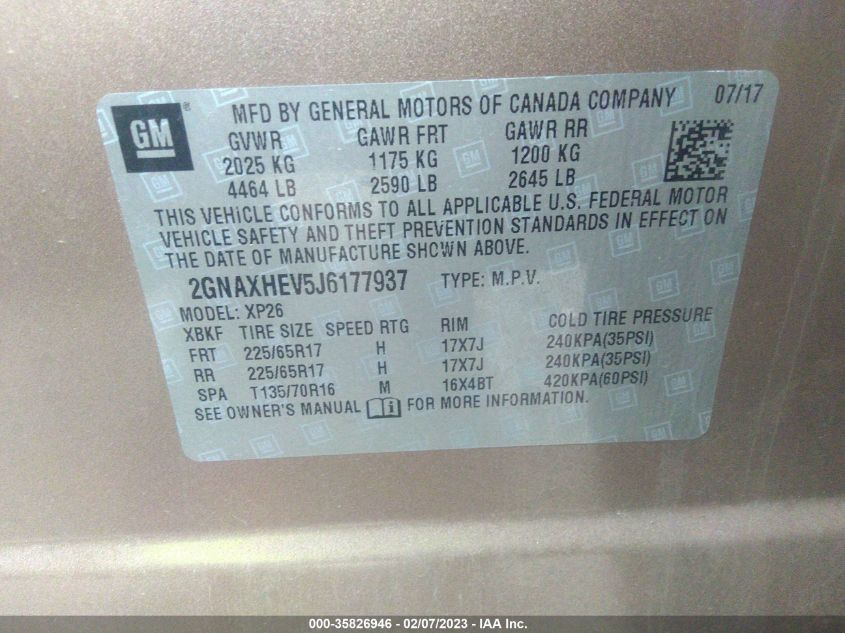 GM ® MFD BY GENERAL MOTORS OF CANADA COMPANY 07/17
GVWR GAWR FRT GAWR RR
2025 KG 1175 KG 1200 KG
4464 LB 2590 LB 2645 LB
THIS VEHICLE CONFORMS TO ALL APPLICABLE U.S. FEDERAL MOTOR
VEHICLE SAFETY AND THEFT PREVENTION STANDARDS IN EFFECT ON
THE DATE OF MANUFACTURE SHOWN ABOVE.
2GNAXHEV5J6177937 TYPE: M.P.V.
MODEL: XP26
XBKF TIRE SIZE SPEED RTG RIM COLD TIRE PRESSURE
FRT 225/65R17 H 17X7J 240KPA(35PSI)
RR 225/65R17 H 17X7J 240KPA(35PSI)
SPA T135/70R16 M 16X4BT 420KPA(60PSI)
SEE OWNER'S MANUAL FOR MORE INFORMATION.
000-35826946 - 02/07/2023 - IAA Inc.